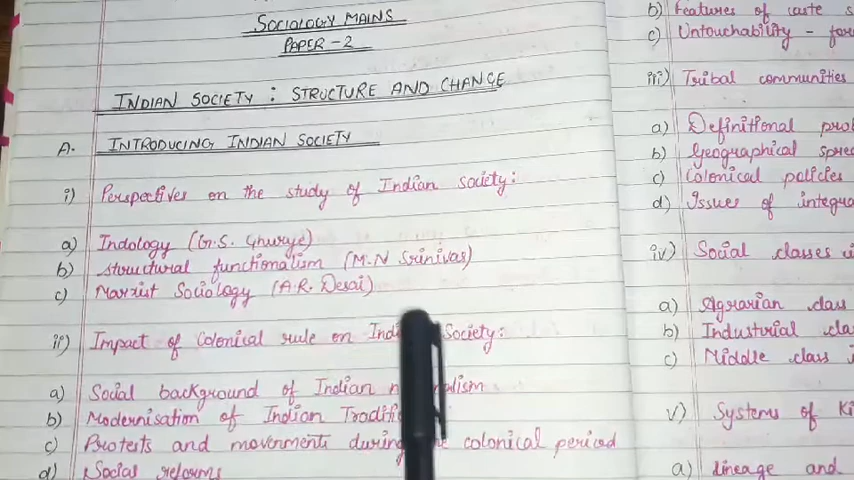 SOCIOLOGY MAINS
PAPER - 2
INDIAN SOCIETY : STRUCTURE AND CHANGE
A. INTRODUCING INDIAN SOCIETY
i) Perspectives on the study of Indian society:
a) Indology (G.S. Ghurye)
b) structural functionalism (M.N Srinivas)
c) Marxist Sociology (A.R. Desai)
ii) Impact of Colonical rule on Society:
a) Social background of Indian
b) Modernisation of Indian
c) Protests and movements during colonical period
d) Social reforms
b) Features of caste
c) Untouchability -
iii) Tribal communities
a) Definitional
b) Geographical
c) Colonical policies
d) Issues of
iv) Social classes
a) Agrarian class
b) Industrial
c) Middle class
v) Systems of
a) lineage and